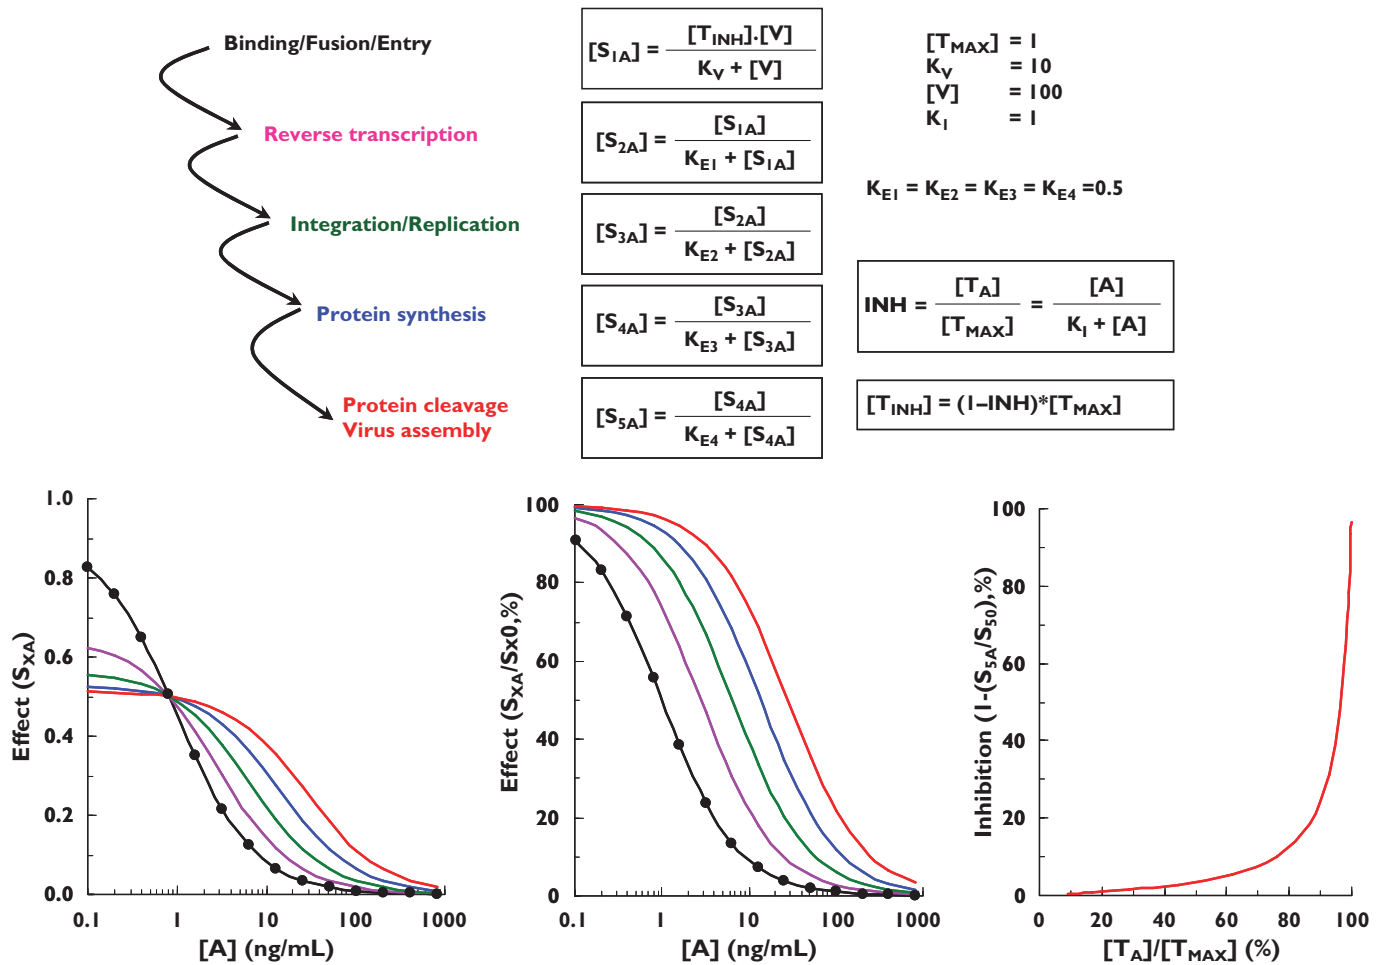 Binding/Fusion/Entry
Reverse transcription
Integration/Replication
Protein synthesis
Protein cleavage
Virus assembly
[S1A] = [TINH].[V] / KV + [V]
[S2A] = [S1A] / KE1 + [S1A]
[S3A] = [S2A] / KE2 + [S2A]
[S4A] = [S3A] / KE3 + [S3A]
[S5A] = [S4A] / KE4 + [S4A]
[TMAX] = 1
KV = 10
[V] = 100
KI = 1
KE1 = KE2 = KE3 = KE4 =0.5
INH = [TA] / [TMAX] = [A] / KI + [A]
[TINH] = (1–INH)*[TMAX]
Effect (SXA)
1.0
0.8
0.6
0.4
0.2
0.0
0.1 1 10 100 1000
[A] (ng/mL)
Effect (SXA/Sx0,%)
100
80
60
40
20
0
0.1 1 10 100 1000
[A] (ng/mL)
Inhibition (1-(S5A/S50),%)
100
80
60
40
20
0
0 20 40 60 80 100
[TA]/[TMAX] (%)